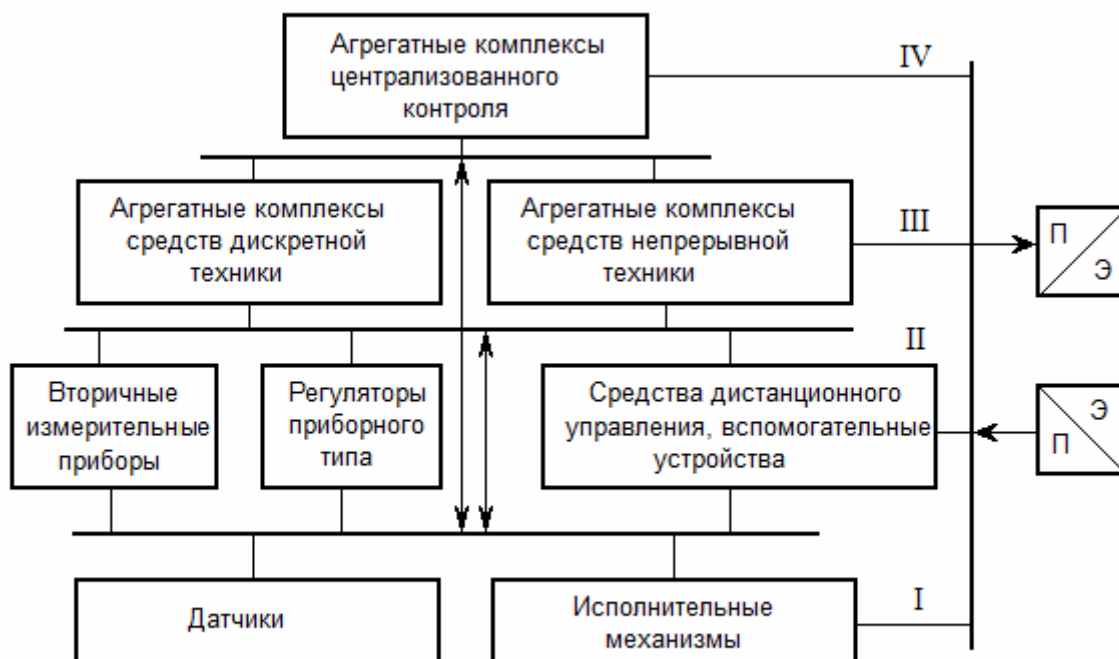 Агрегатные комплексы
централизованного
контроля
IV
Агрегатные комплексы
средств дискретной
техники
Агрегатные комплексы
средств непрерывной
техники
III
П
Э
II
Вторичные
измерительные
приборы
Регуляторы
приборного
типа
Средства дистанционного
управления, вспомогательные
устройства
Э
П
I
Датчики
Исполнительные
механизмы